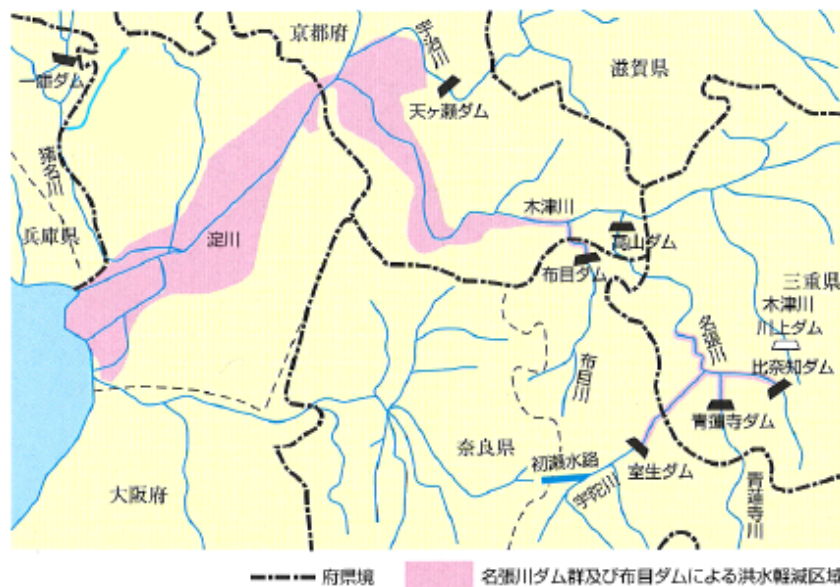 京都府
宇治川
滋賀県
一庫ダム
天ヶ瀬ダム
猪名川
兵庫県
淀川
木津川
高山ダム
布目ダム
三重県
木津川
川上ダム
名張川
比奈知ダム
布目川
青蓮寺ダム
奈良県
初瀬水路
室生ダム
宇陀川
青蓮寺川
大阪府
府県境
名張川ダム群及び布目ダムによる洪水軽減区域